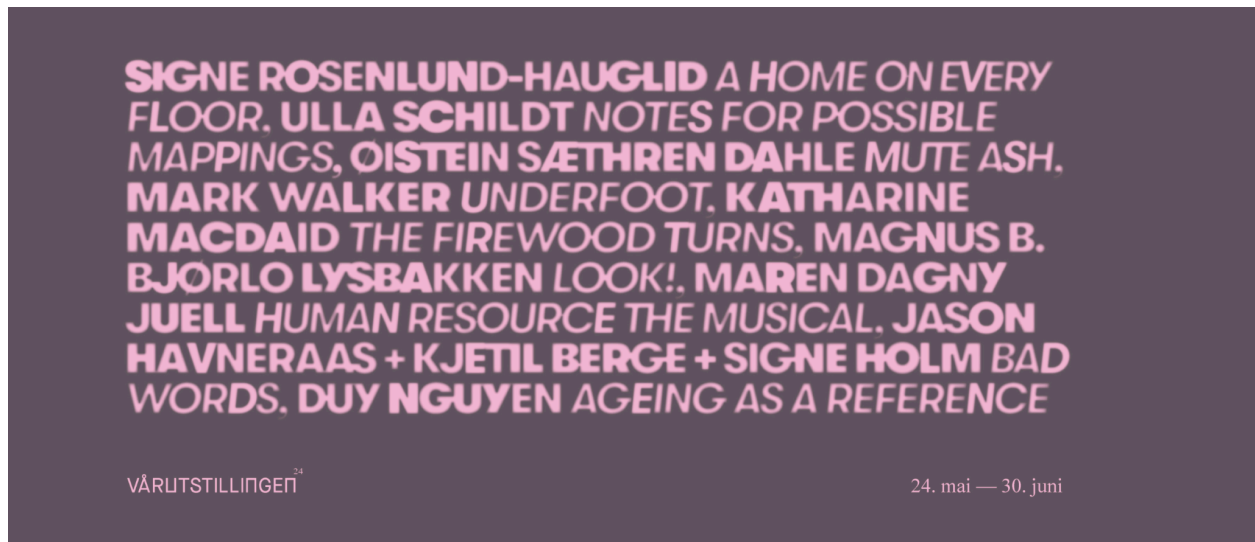 SIGNE ROSENLUND-HAUGLID A HOME ON EVERY
FLOOR, ULLA SCHILDT NOTES FOR POSSIBLE
MAPPINGS, ØISTEIN SÆTHREN DAHLE MUTE ASH,
MARK WALKER UNDERFOOT, KATHARINE
MACDAID THE FIREWOOD TURNS, MAGNUS B.
BJØRLO LYSBAKKEN LOOK!, MAREN DAGNY
JUELL HUMAN RESOURCE THE MUSICAL, JASON
HAVNERAAS + KJETIL BERGE + SIGNE HOLM BAD
WORDS, DUY NGUYEN AGEING AS A REFERENCE
VÅRUTSTILLINGEN 24
24. mai — 30. juni